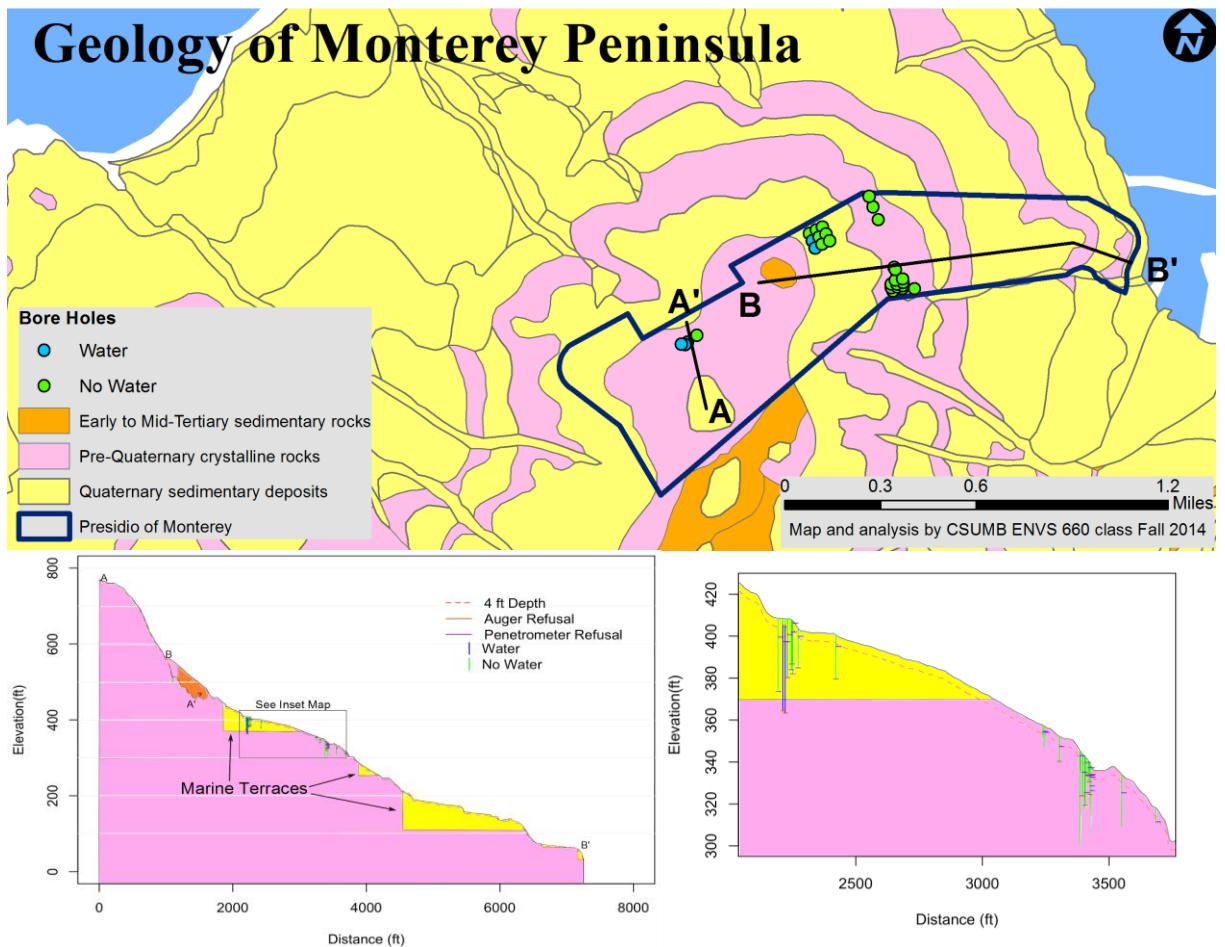 Geology of Monterey Peninsula
N
A'
B
B'
A
Bore Holes
Water
No Water
Early to Mid-Tertiary sedimentary rocks
Pre-Quaternary crystalline rocks
Quaternary sedimentary deposits
Presidio of Monterey
0 0.3 0.6 1.2
Miles
Map and analysis by CSUMB ENVS 660 class Fall 2014
Elevation(ft)
800
600
400
200
0
A
B
A'
B'
4 ft Depth
Auger Refusal
Penetrometer Refusal
Water
No Water
See Inset Map
Marine Terraces
0 2000 4000 6000 8000
Distance (ft)
Elevation(ft)
420
400
380
360
340
320
300
2500 3000 3500
Distance (ft)